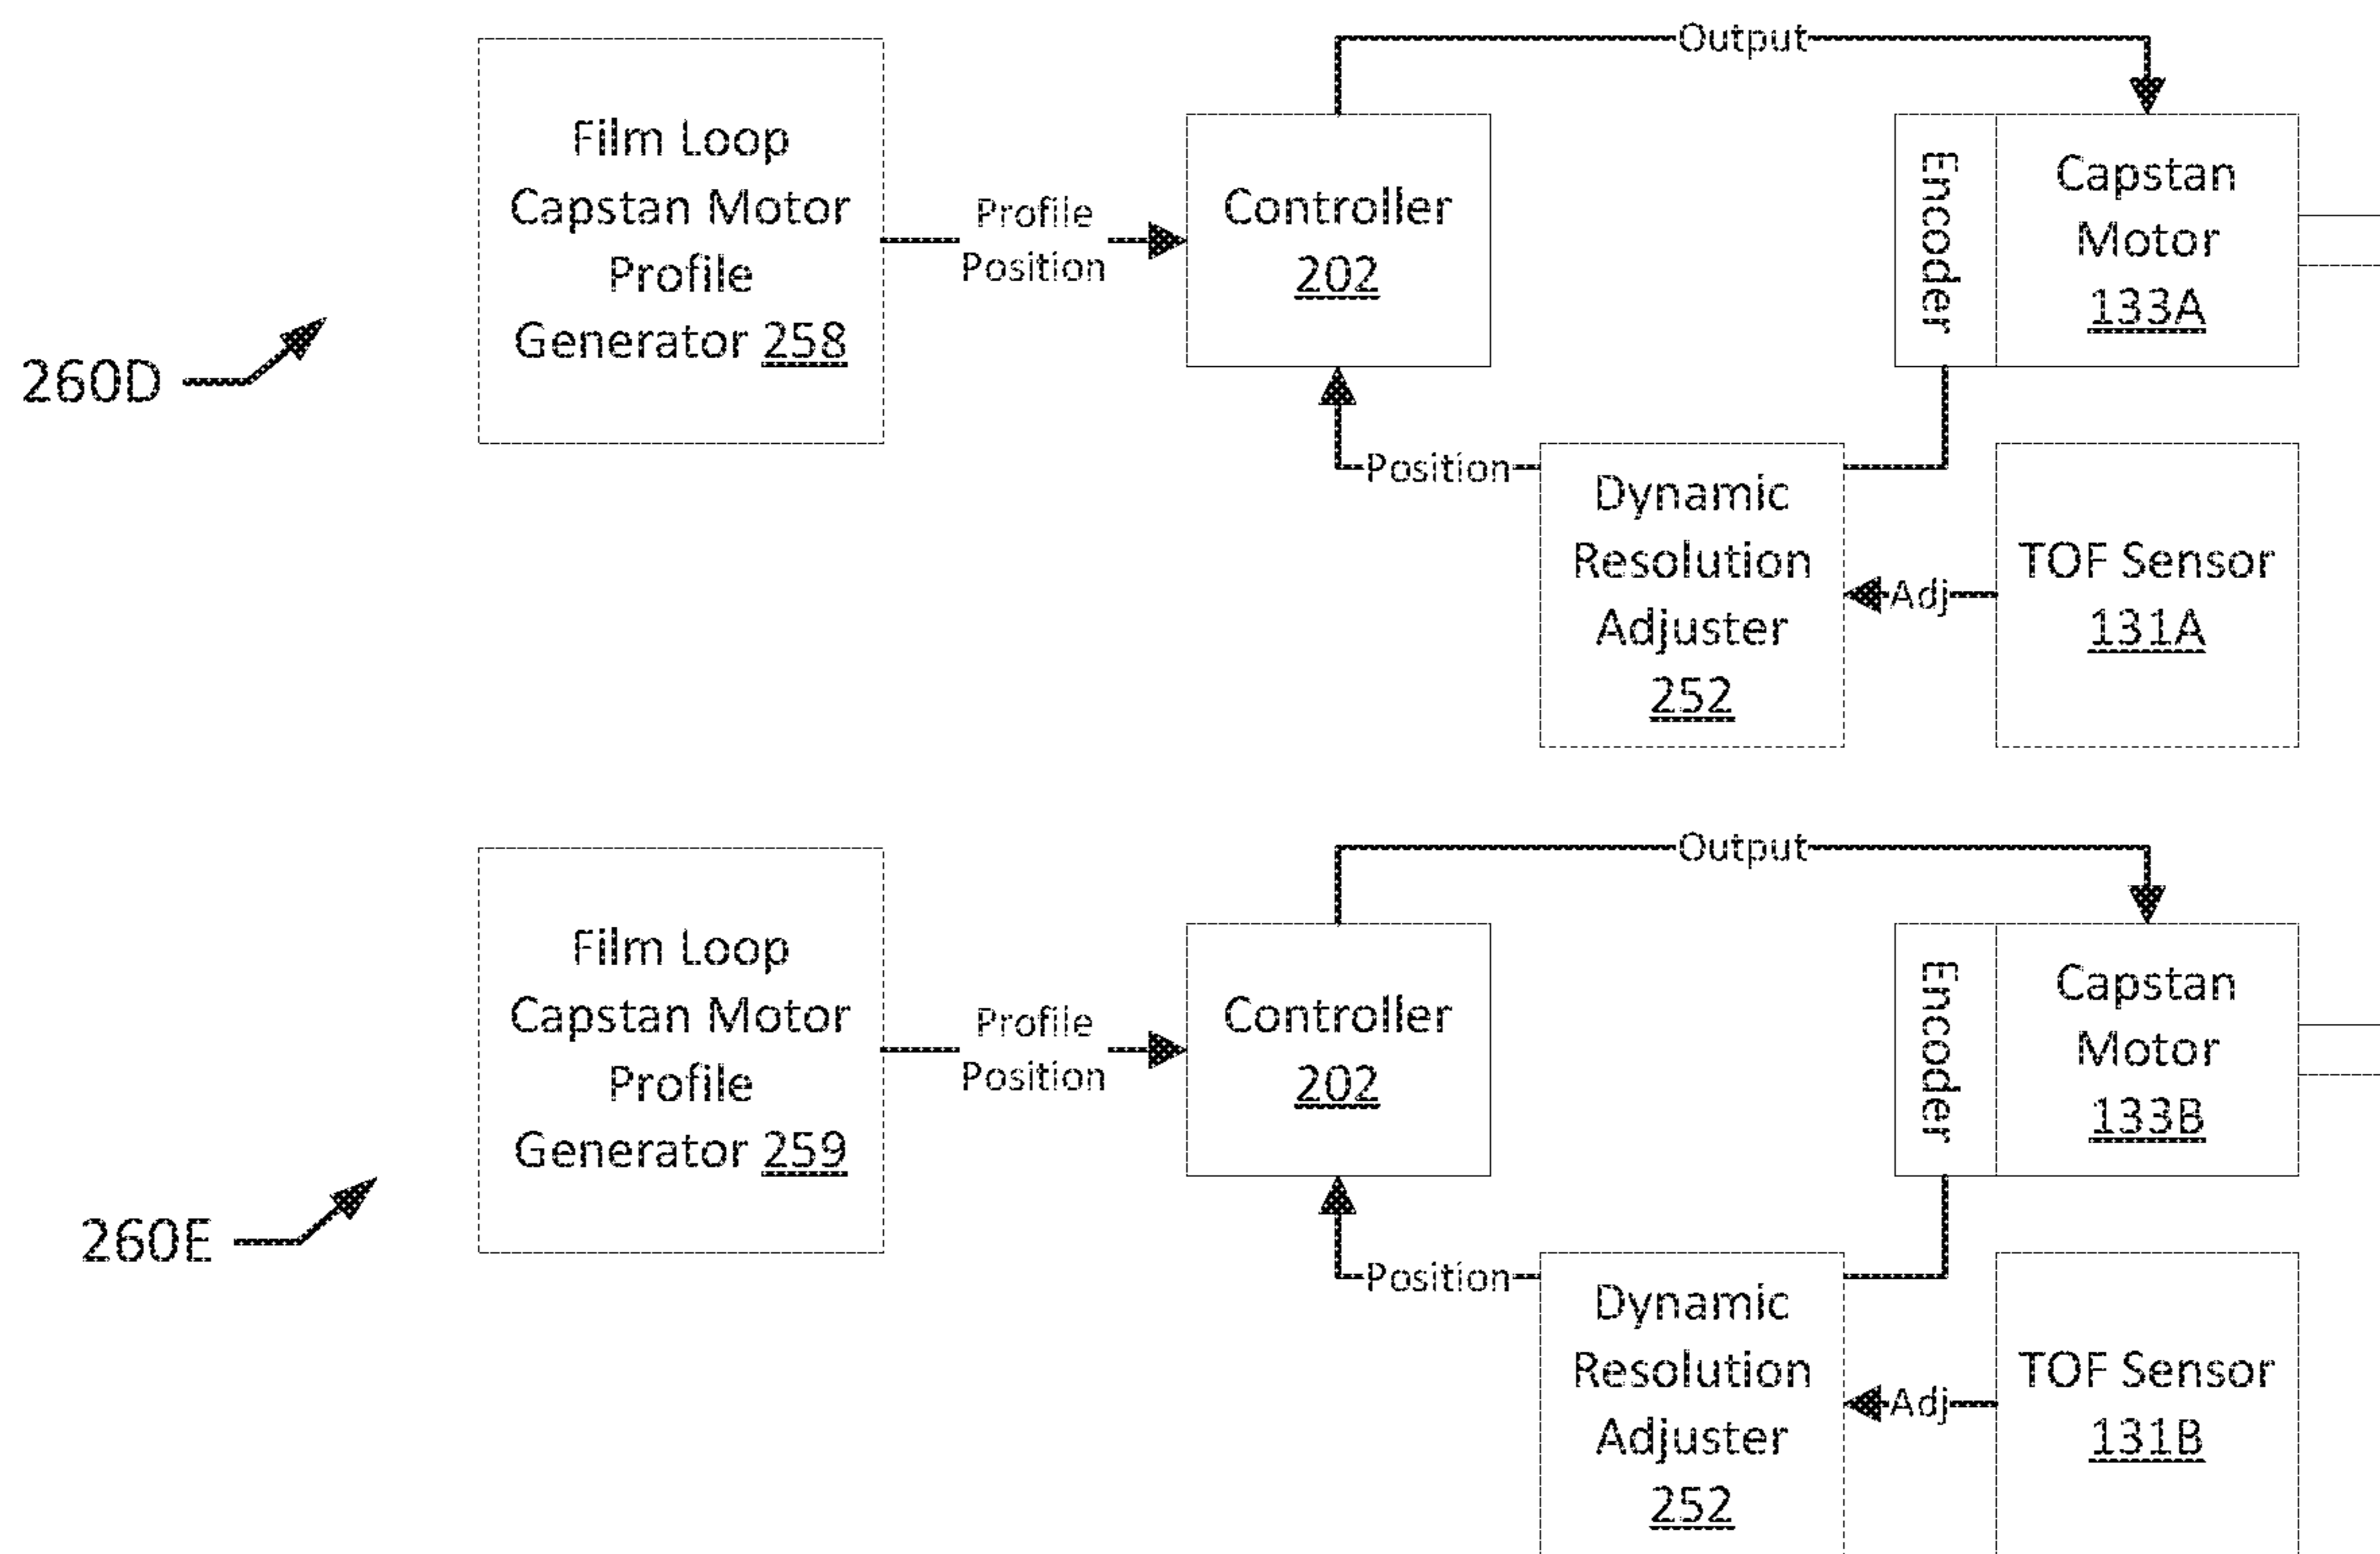 Output
Film Loop
Capstan Motor
Profile
Generator 258
Profile
Position
Controller
202
Encoder
Capstan
Motor
133A
260D
Position
Dynamic
Resolution
Adjuster
252
Adj
TOF Sensor
131A
Output
Film Loop
Capstan Motor
Profile
Generator 259
Profile
Position
Controller
202
Encoder
Capstan
Motor
133B
260E
Position
Dynamic
Resolution
Adjuster
252
Adj
TOF Sensor
131B